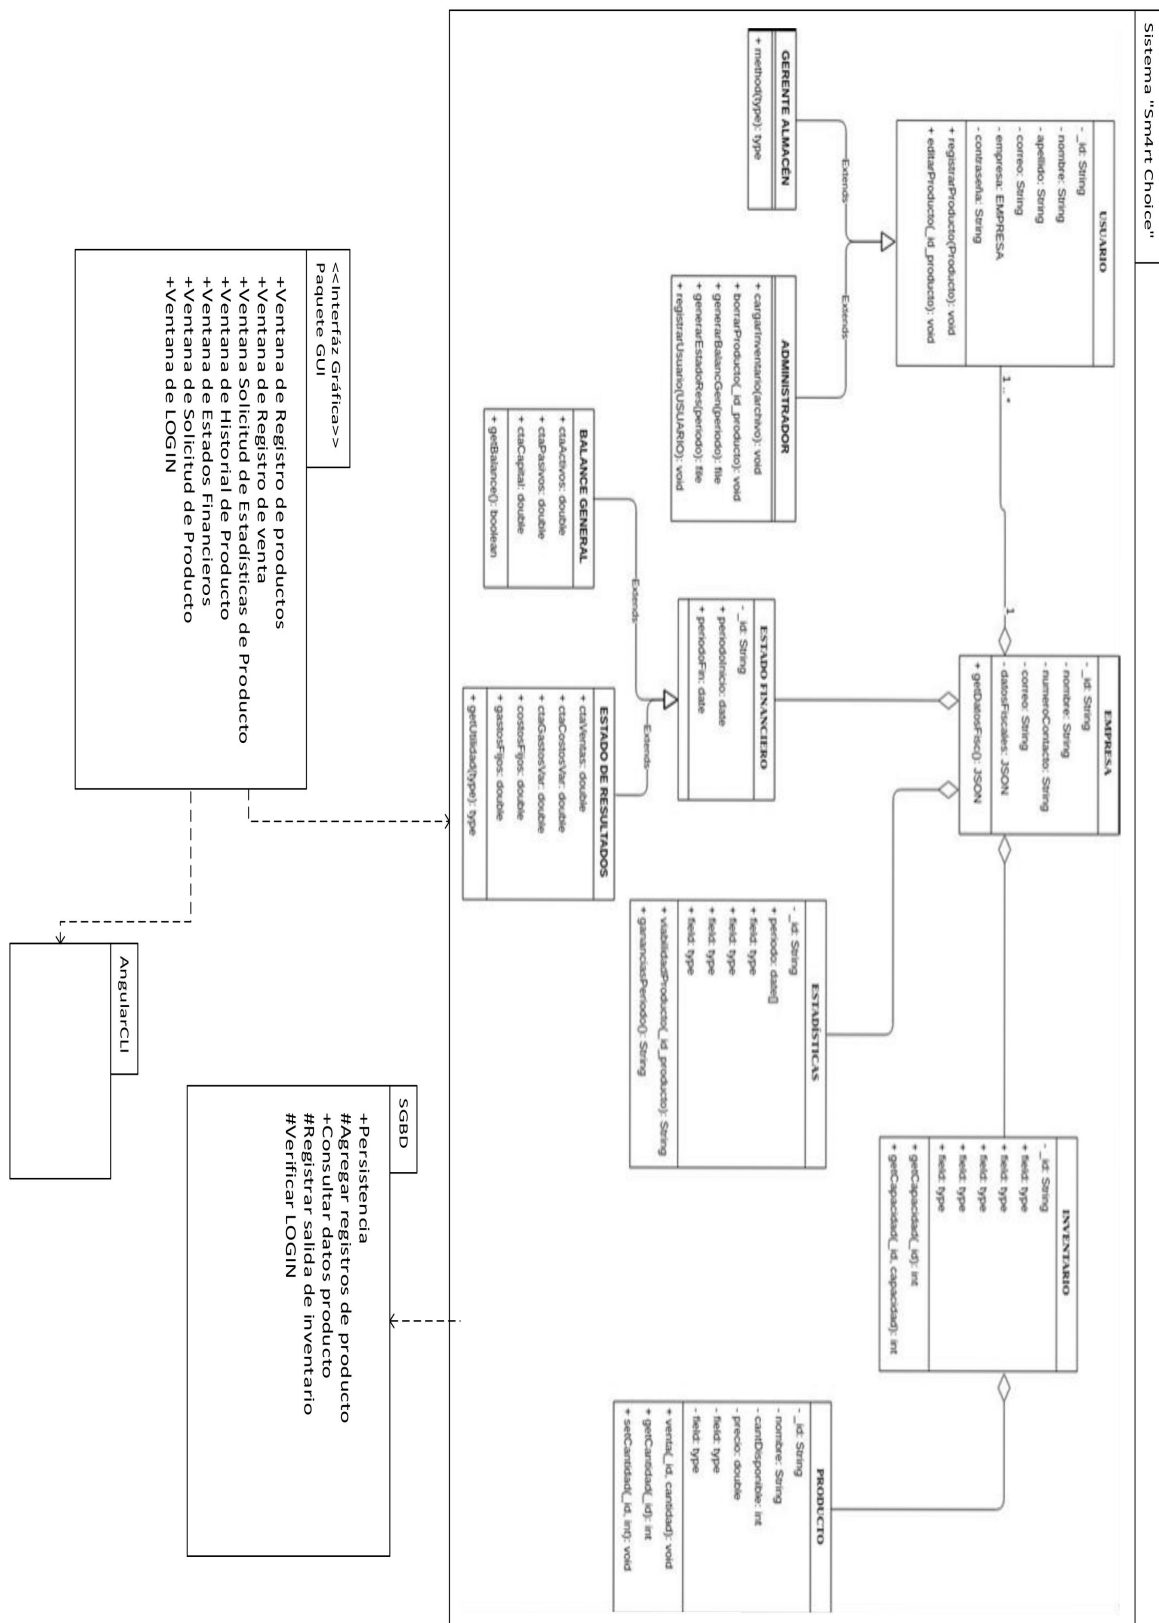 Sistema "Sm4rt Choice"
USUARIO
- _id: String
- nombre: String
- apellido: String
- correo: String
- empresa: EMPRESA
- contraseña: String
+ registrarProducto(Producto): void
+ editarProducto(_id_producto): void
1 .. *
1
EMPRESA
- _id: String
- nombre: String
- numeroContacto: String
- correo: String
- datosFiscales: JSON
+ getDatosFisc(): JSON
INVENTARIO
- _id: String
+ field: type
+ field: type
+ field: type
+ field: type
+ getCapacidad(_id): int
+ getCapacidad(_id, capacidad): int
GERENTE ALMACÉN
+ method(type): type
Extends
Extends
ADMINISTRADOR
+ cargarInventario(archivo): void
+ borrarProducto(_id_producto): void
+ generarBalancGen(periodo): file
+ generarEstadoRes(periodo): file
+ registrarUsuario(USUARIO): void
ESTADO FINANCIERO
- _id: String
+ periodoInicio: date
+ periodoFin: date
ESTADÍSTICAS
- _id: String
+ periodo: date[]
+ field: type
+ field: type
+ field: type
+ field: type
+ viabilidadProducto(_id_producto): String
+ gananciasPeriodo(): String
PRODUCTO
- _id: String
- nombre: String
- cantDisponible: int
- precio: double
- field: type
- field: type
+ venta(_id, cantidad): void
+ getCantidad(_id): int
+ setCantidad(_id, int): void
Extends
Extends
BALANCE GENERAL
+ ctaActivos: double
+ ctaPasivos: double
+ ctaCapital: double
+ getBalance(): boolean
ESTADO DE RESULTADOS
+ ctaVentas: double
+ ctaCostosVar: double
+ ctaGastosVar: double
+ costosFijos: double
+ gastosFijos: double
+ getUtilidad(type): type
<<Interfáz Gráfica>>
Paquete GUI
+Ventana de Registro de productos
+Ventana de Registro de venta
+Ventana Solicitud de Estadísticas de Producto
+Ventana de Historial de Producto
+Ventana de Estados Financieros
+Ventana de Solicitud de Producto
+Ventana de LOGIN
SGBD
+Persistencia
#Agregar registros de producto
+Consultar datos producto
#Registrar salida de inventario
#Verificar LOGIN
AngularCLI